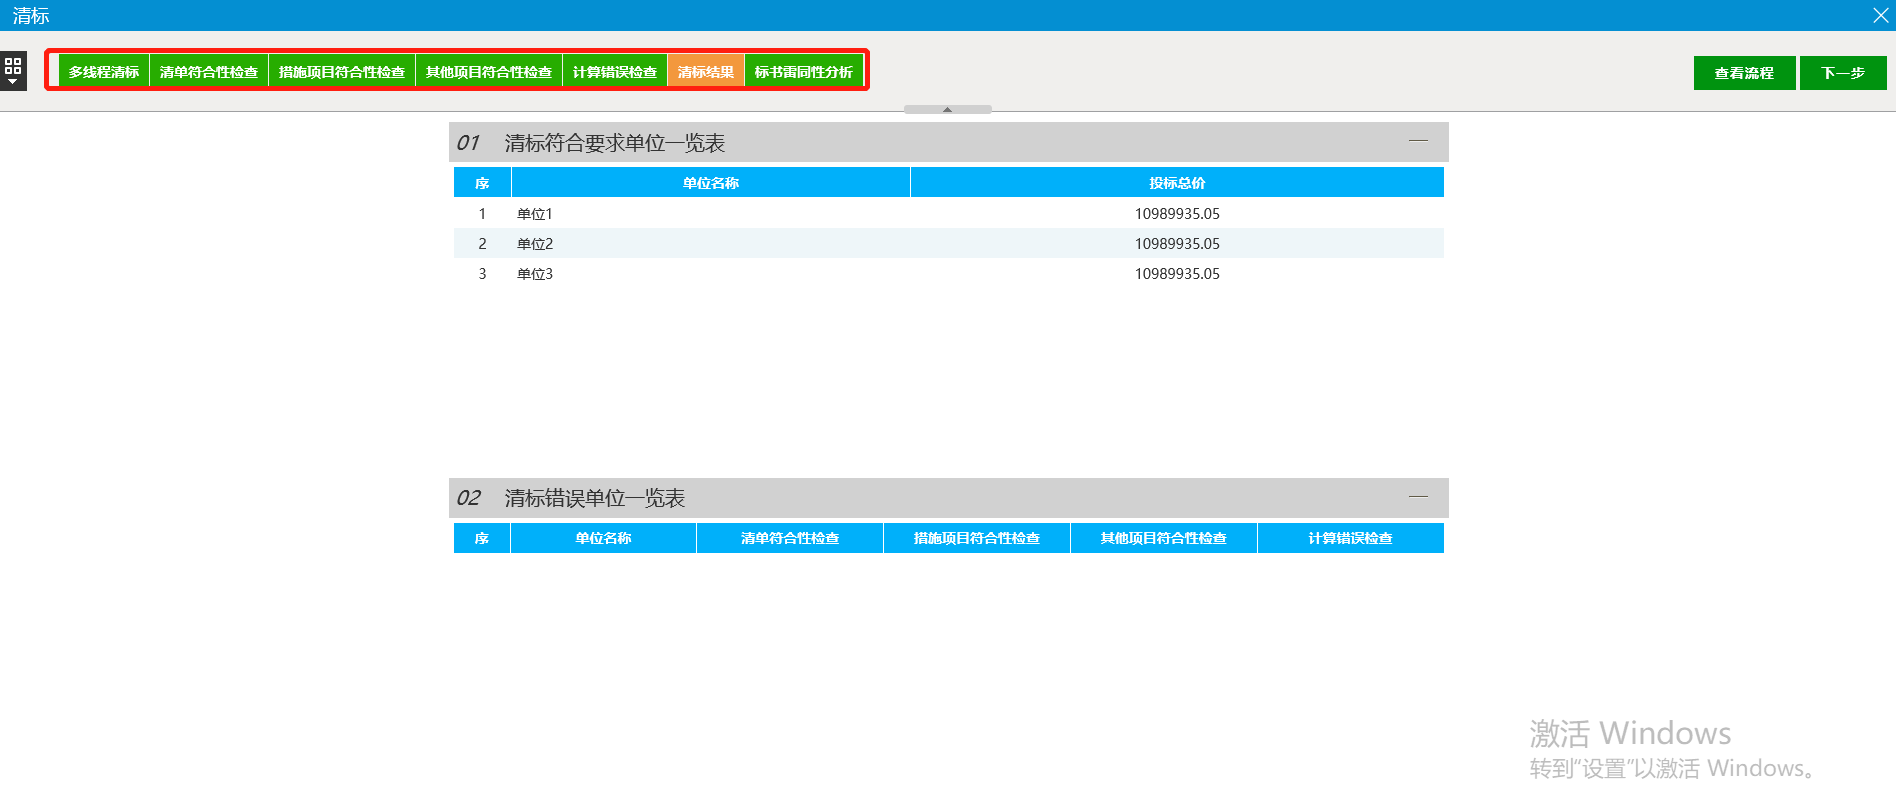 清标
多线程清标 清单符合性检查 措施项目符合性检查 其他项目符合性检查 计算错误检查 清标结果 标书雷同性分析
查看流程 下一步
01 清标符合要求单位一览表
序 单位名称 投标总价
1 单位1 10989935.05
2 单位2 10989935.05
3 单位3 10989935.05
02 清标错误单位一览表
序 单位名称 清单符合性检查 措施项目符合性检查 其他项目符合性检查 计算错误检查
激活 Windows
转到“设置”以激活 Windows。